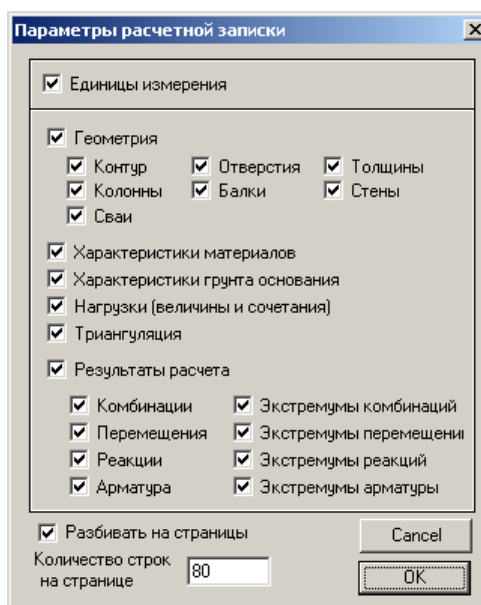 Параметры расчетной записки
Единицы измерения
Геометрия
Контур Отверстия Толщины
Колонны Балки Стены
Сваи
Характеристики материалов
Характеристики грунта основания
Нагрузки (величины и сочетания)
Триангуляция
Результаты расчета
Комбинации Экстремумы комбинаций
Перемещения Экстремумы перемещени
Реакции Экстремумы реакций
Арматура Экстремумы арматуры
Разбивать на страницы Cancel
Количество строк
на странице 80 OK